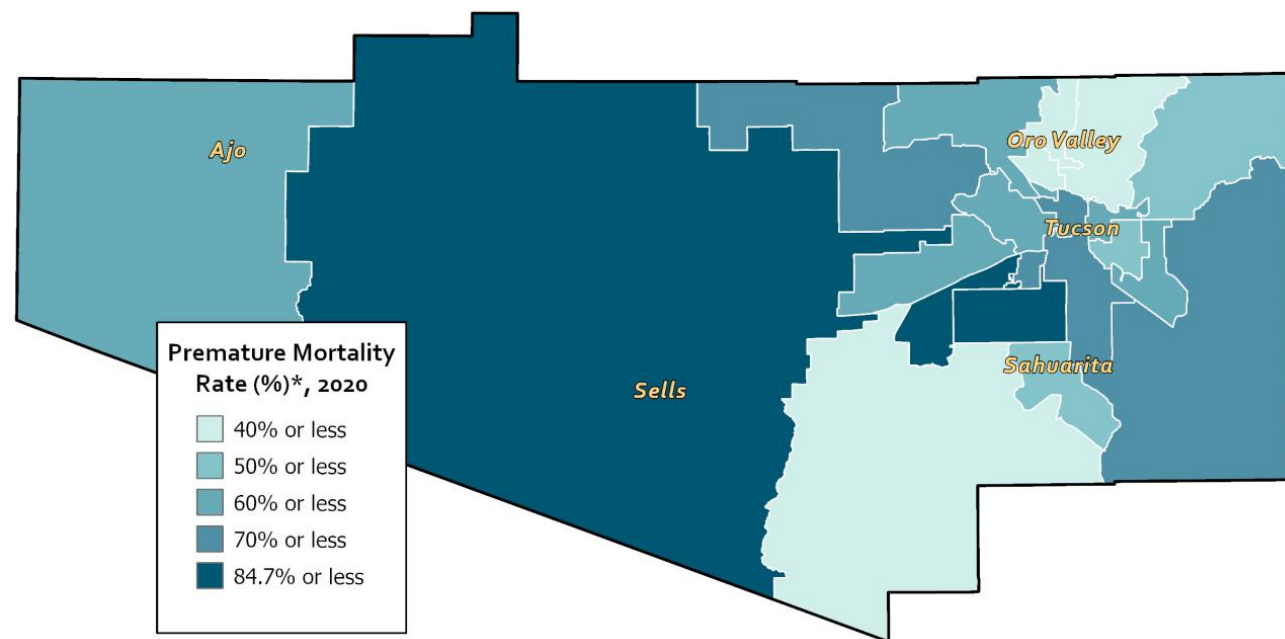 Ajo
Oro Valley
Tucson
Sahuarita
Sells
Premature Mortality
Rate (%)*, 2020
40% or less
50% or less
60% or less
70% or less
84.7% or less